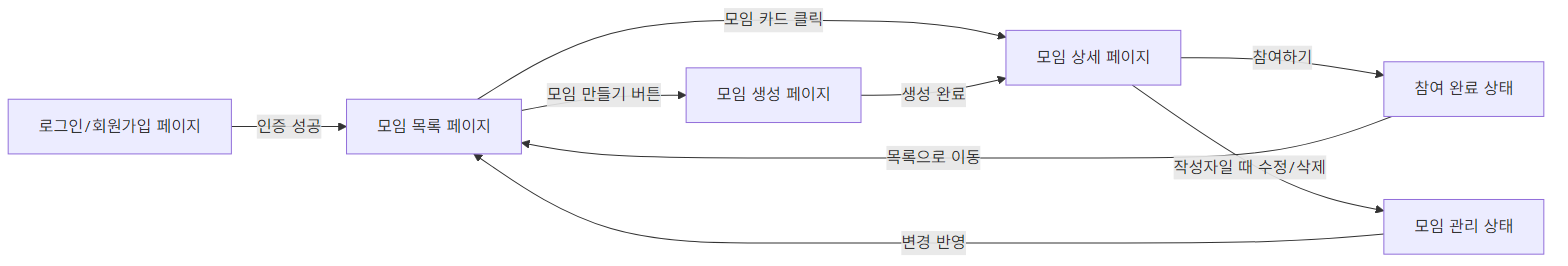 로그인/회원가입 페이지
인증 성공
모임 목록 페이지
모임 카드 클릭
모임 만들기 버튼
모임 생성 페이지
생성 완료
모임 상세 페이지
참여하기
참여 완료 상태
목록으로 이동
작성자일 때 수정/삭제
모임 관리 상태
변경 반영